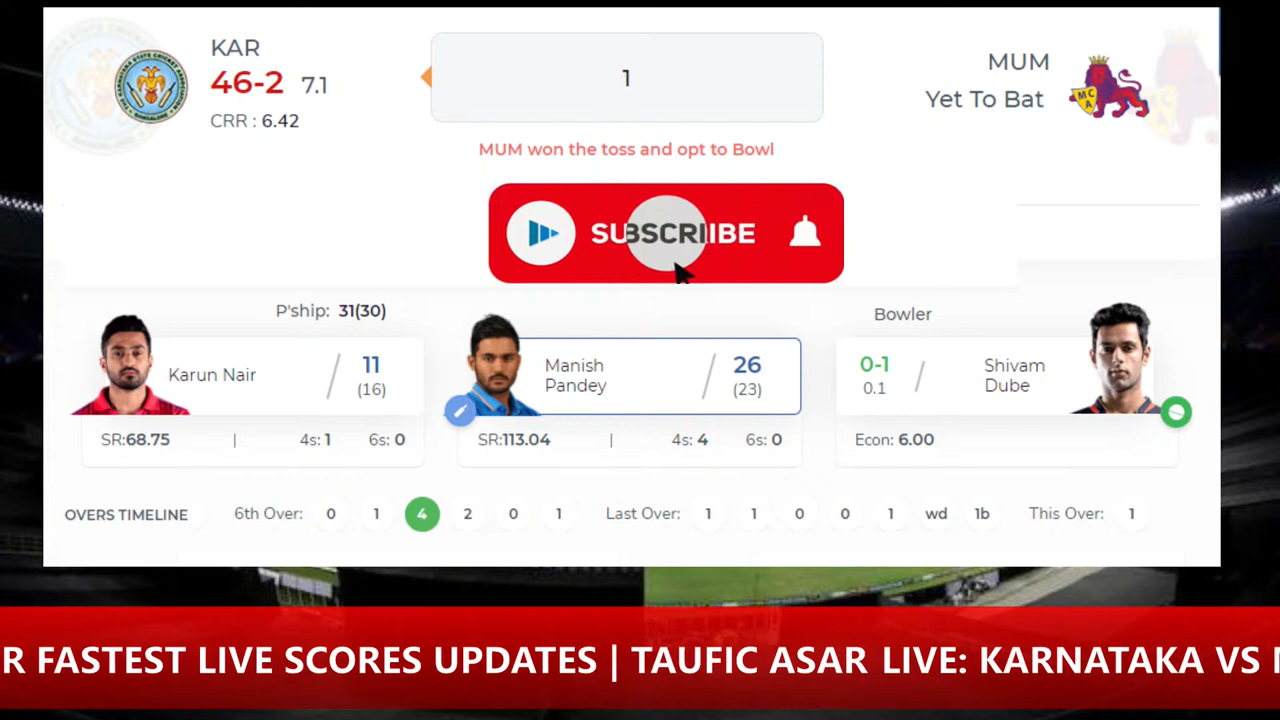 KAR
46-2 7.1
CRR : 6.42
1
MUM won the toss and opt to Bowl
MUM
Yet To Bat
MCA
SUBSCRIIBE
P'ship: 31(30)
Bowler
Karun Nair / 11
(16)
SR:68.75 | 4s: 1 6s: 0
Manish
Pandey / 26
(23)
SR:113.04 | 4s: 4 6s: 0
0-1 / Shivam
0.1 Dube
Econ: 6.00
OVERS TIMELINE 6th Over: 0 1 4 2 0 1 Last Over: 1 1 0 0 1 wd 1b This Over: 1
R FASTEST LIVE SCORES UPDATES | TAUFIC ASAR LIVE: KARNATAKA VS